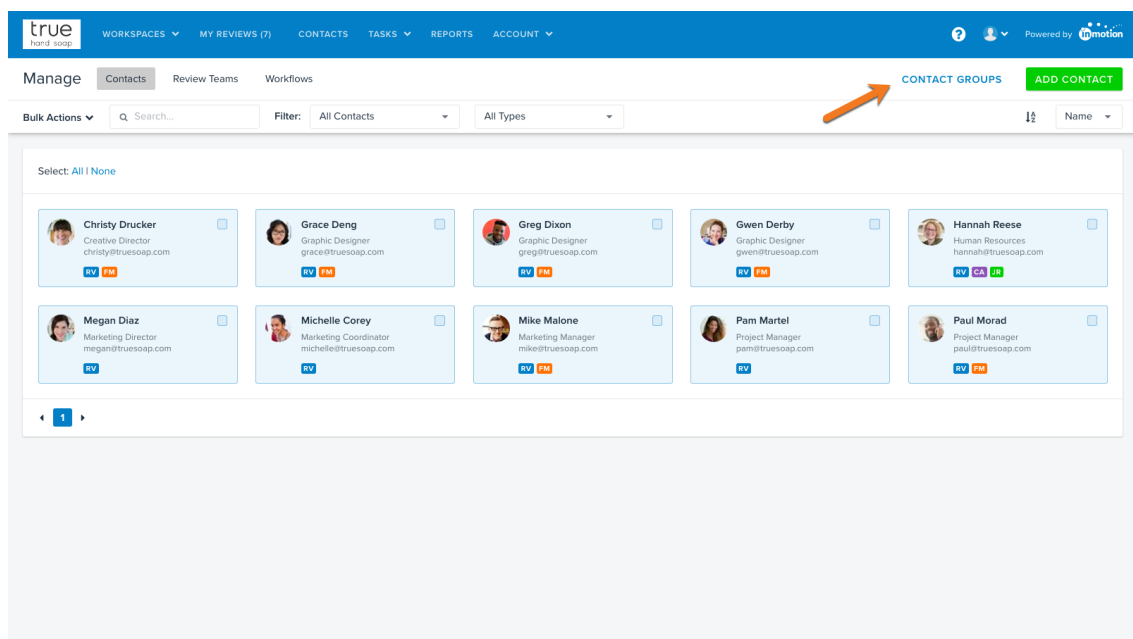 true
hand soap
WORKSPACES MY REVIEWS (7) CONTACTS TASKS REPORTS ACCOUNT ? Powered by inmotion
Manage Contacts Review Teams Workflows CONTACT GROUPS ADD CONTACT
Bulk Actions Search... Filter: All Contacts All Types Name
Select: All | None
Christy Drucker
Creative Director
christy@truesoap.com
RV FM
Grace Deng
Graphic Designer
grace@truesoap.com
RV FM
Greg Dixon
Graphic Designer
greg@truesoap.com
RV FM
Gwen Derby
Graphic Designer
gwen@truesoap.com
RV FM
Hannah Reese
Human Resources
hannah@truesoap.com
RV CA JR
Megan Diaz
Marketing Director
megan@truesoap.com
RV
Michelle Corey
Marketing Coordinator
michelle@truesoap.com
RV
Mike Malone
Marketing Manager
mike@truesoap.com
RV FM
Pam Martel
Project Manager
pam@truesoap.com
RV
Paul Morad
Project Manager
paul@truesoap.com
RV FM
1